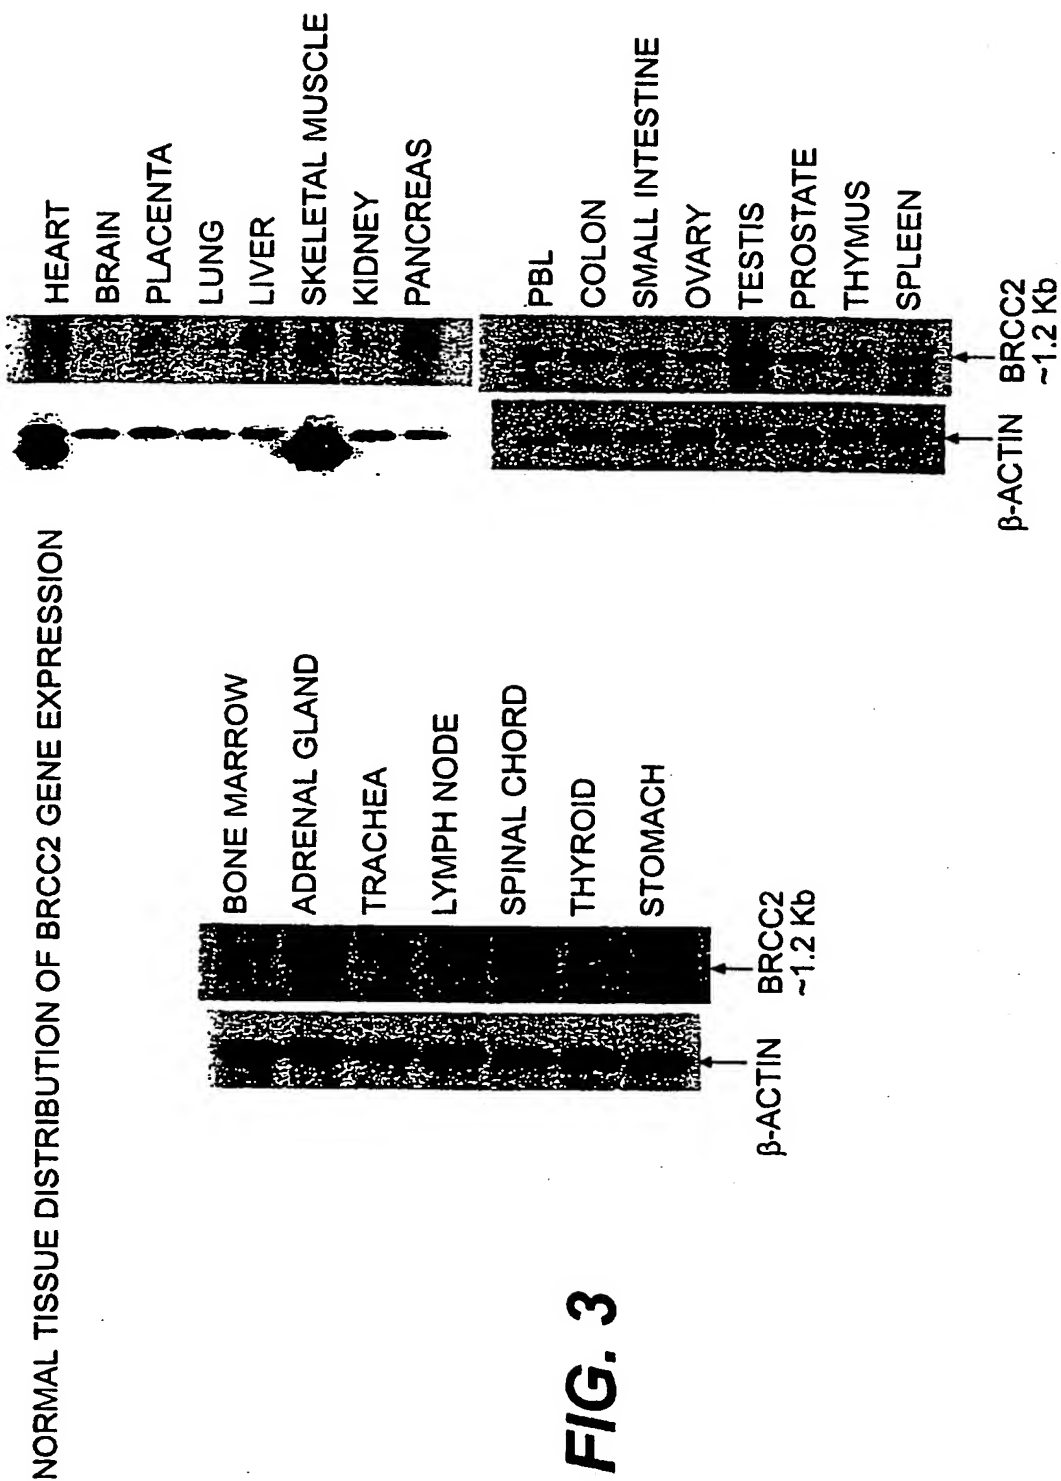 NORMAL TISSUE DISTRIBUTION OF BRCC2 GENE EXPRESSION
HEART
BRAIN
PLACENTA
LUNG
LIVER
SKELETAL MUSCLE
KIDNEY
PANCREAS
PBL
COLON
SMALL INTESTINE
OVARY
TESTIS
PROSTATE
THYMUS
SPLEEN
β-ACTIN
BRCC2
~1.2 Kb
BONE MARROW
ADRENAL GLAND
TRACHEA
LYMPH NODE
SPINAL CHORD
THYROID
STOMACH
β-ACTIN
BRCC2
~1.2 Kb
FIG. 3